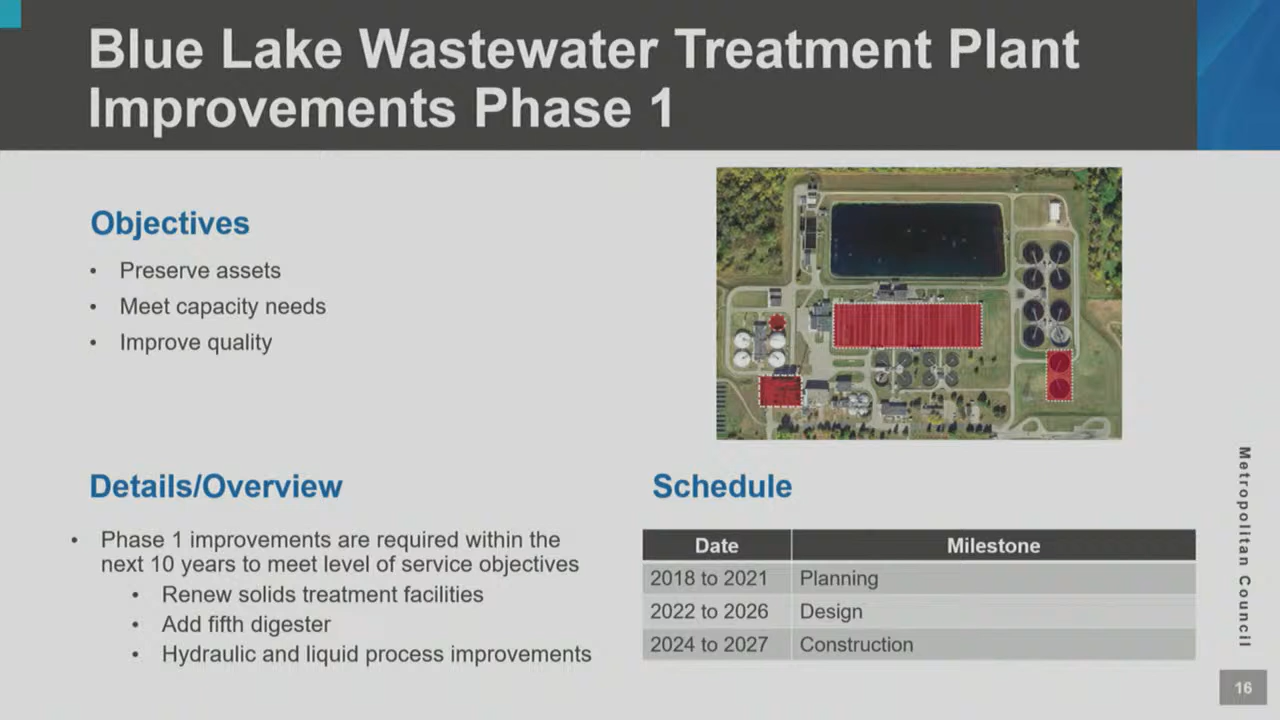 Blue Lake Wastewater Treatment Plant
Improvements Phase 1
Objectives
• Preserve assets
• Meet capacity needs
• Improve quality
Details/Overview
• Phase 1 improvements are required within the
next 10 years to meet level of service objectives
• Renew solids treatment facilities
• Add fifth digester
• Hydraulic and liquid process improvements
Schedule
Date Milestone
2018 to 2021 Planning
2022 to 2026 Design
2024 to 2027 Construction
Metropolitan Council
16